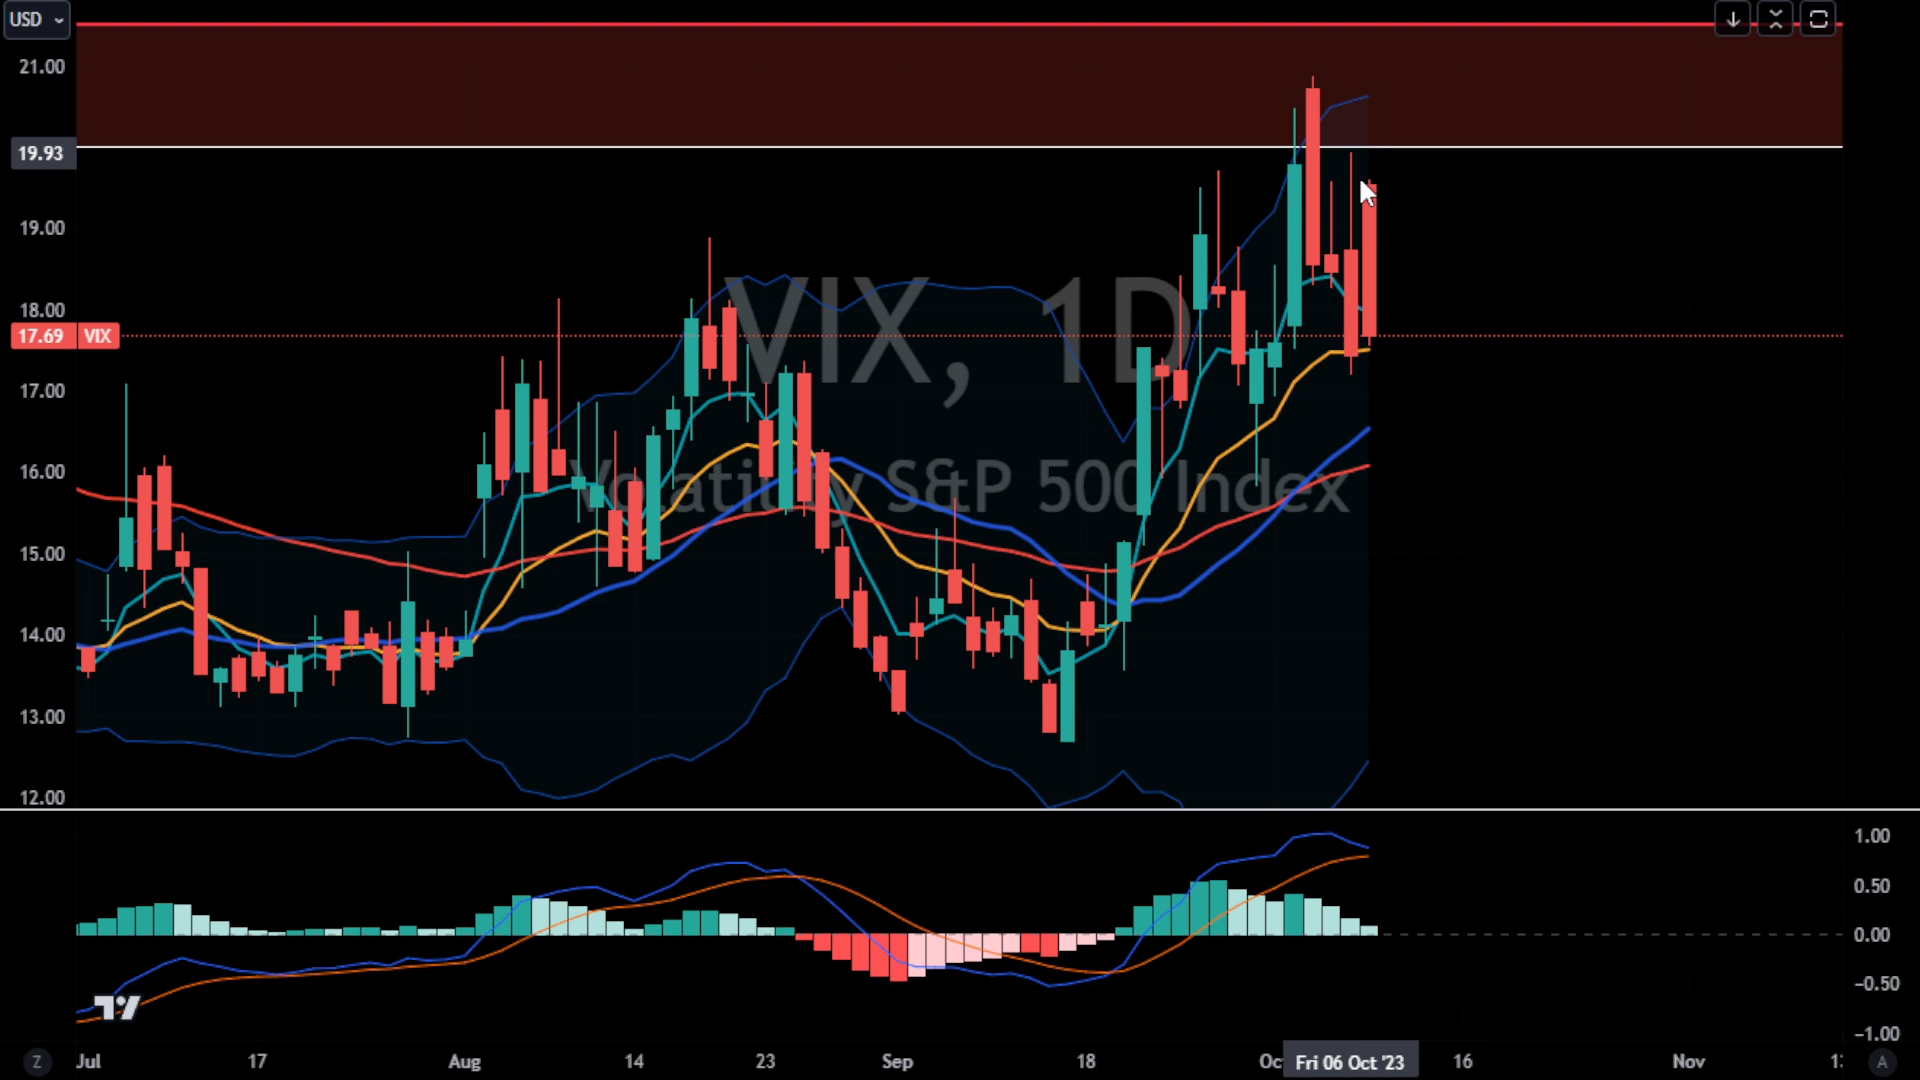 USD
21.00
19.93
19.00
18.00
17.69 VIX
17.00
16.00
15.00
14.00
13.00
12.00
VIX, 1D
Volatility S&P 500 Index
1.00
0.50
0.00
−0.50
−1.00
Z
Jul
17
Aug
14
23
Sep
18
Oc
Fri 06 Oct '23
16
Nov
A